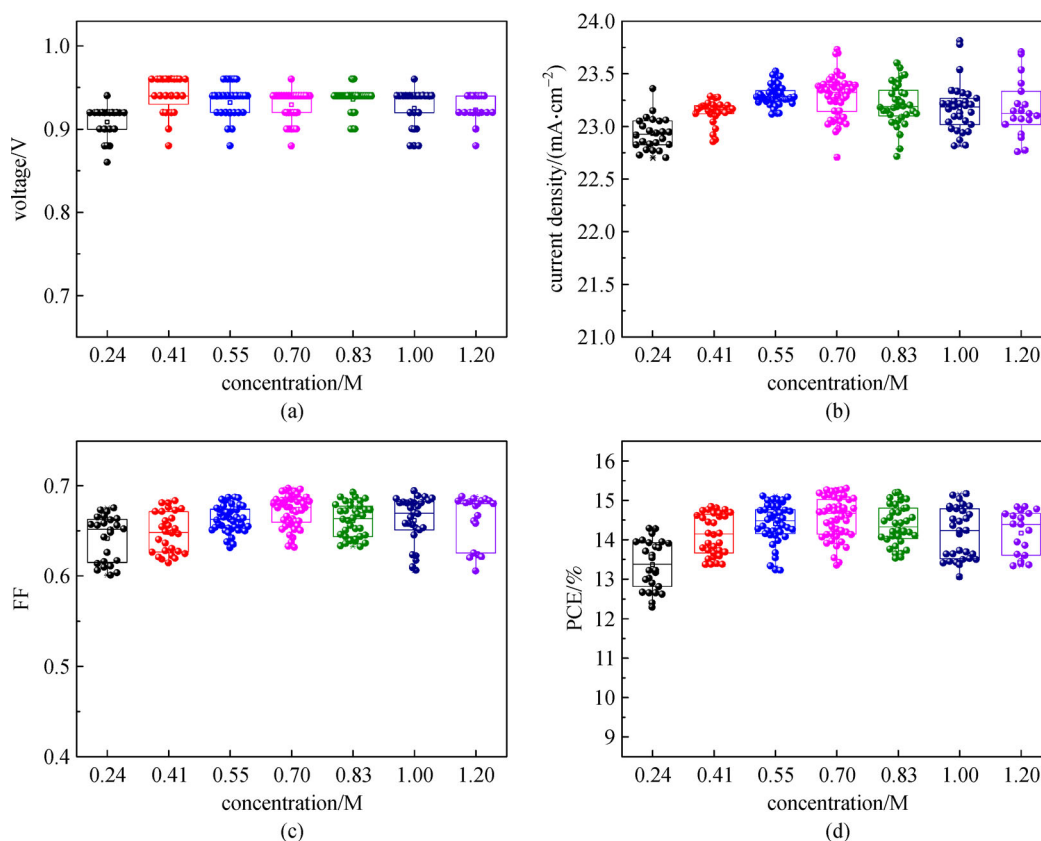 1.0
0.9
0.8
0.7
voltage/V
0.24 0.41 0.55 0.70 0.83 1.00 1.20
concentration/M
(a)
24.0
23.5
23.0
22.5
22.0
21.5
21.0
current density/(mA·cm−2)
0.24 0.41 0.55 0.70 0.83 1.00 1.20
concentration/M
(b)
0.7
0.6
0.5
0.4
FF
0.24 0.41 0.55 0.70 0.83 1.00 1.20
concentration/M
(c)
16
15
14
13
12
11
10
9
PCE/%
0.24 0.41 0.55 0.70 0.83 1.00 1.20
concentration/M
(d)